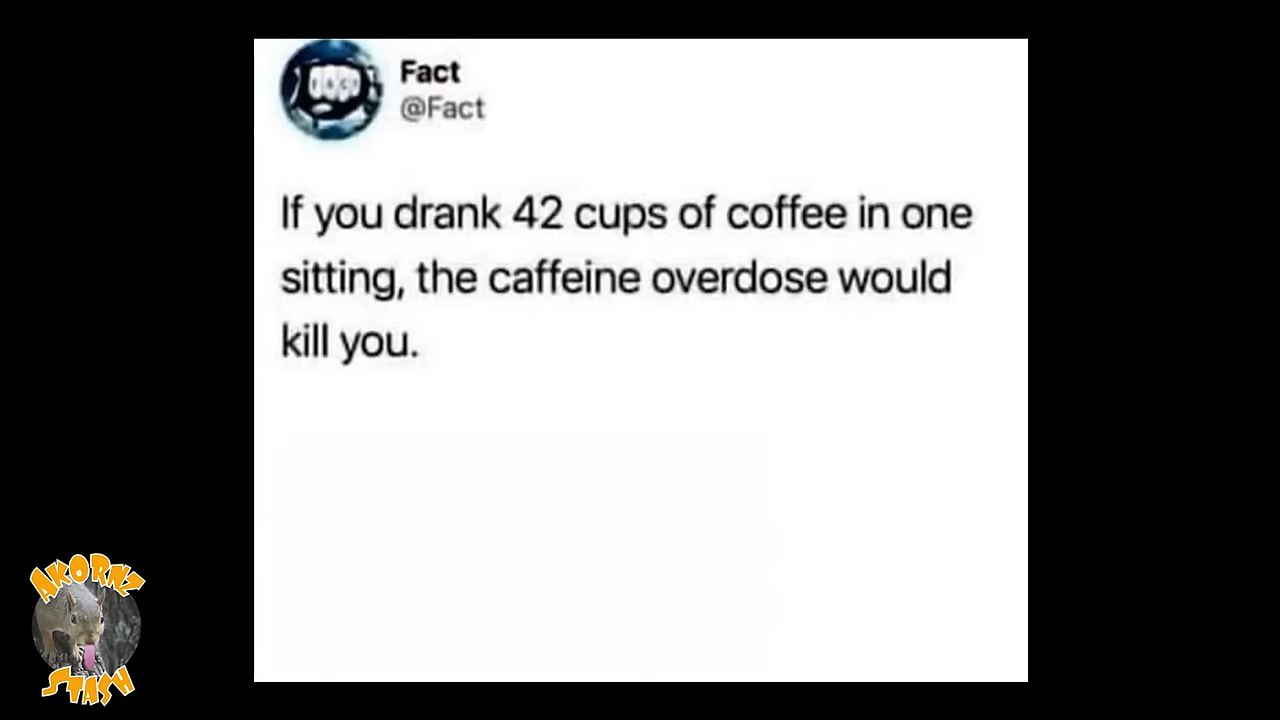 Fact
@Fact
If you drank 42 cups of coffee in one
sitting, the caffeine overdose would
kill you.
AKORNZ
STASH